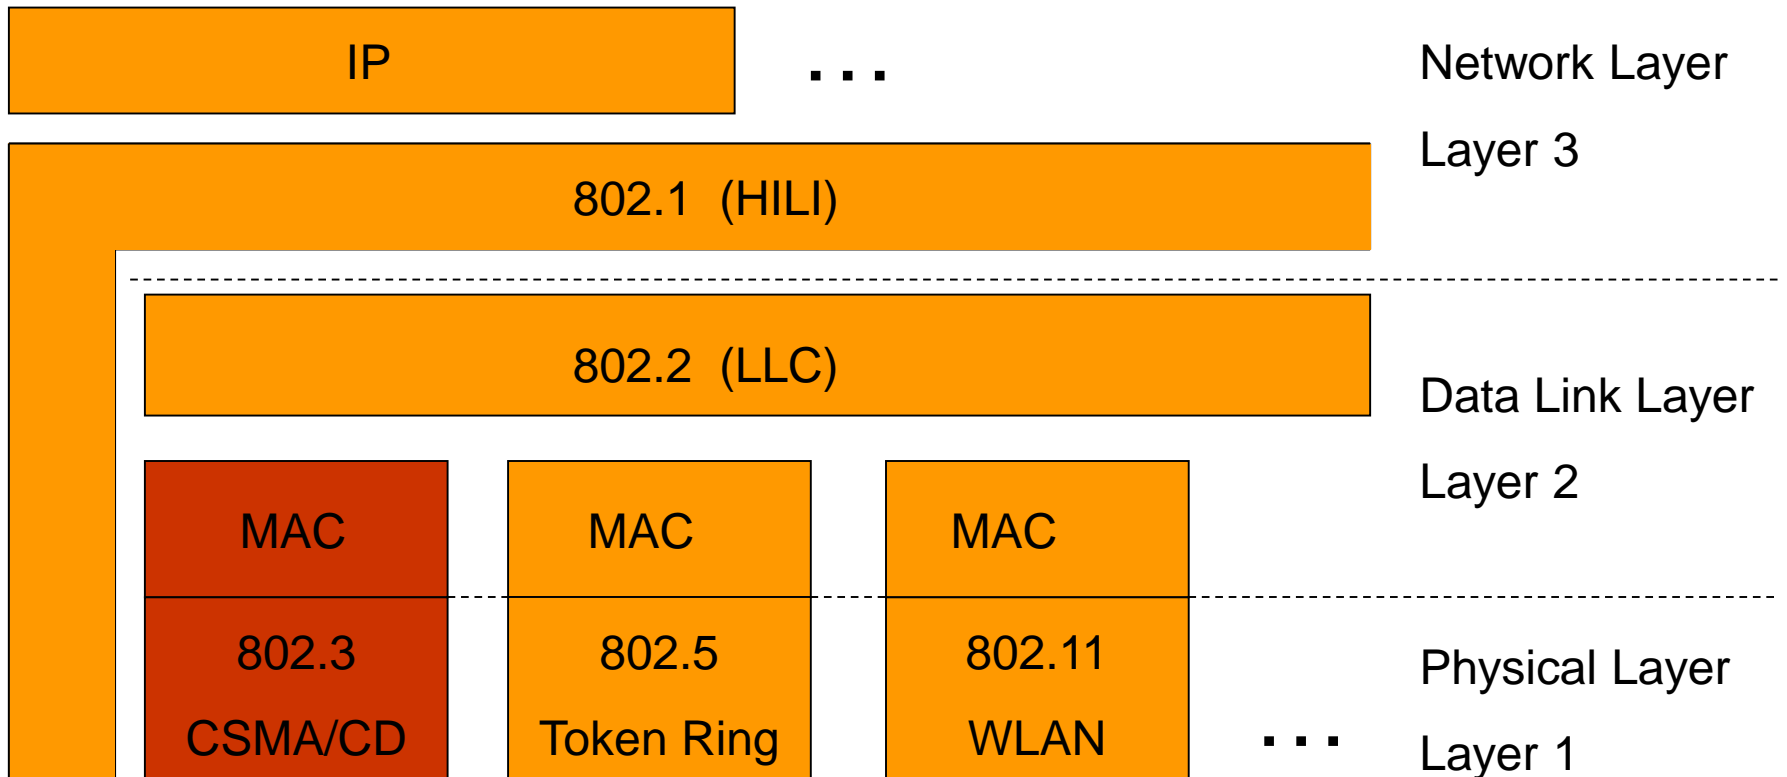 IP
. . .
Network Layer
Layer 3
802.1 (HILI)
802.2 (LLC)
Data Link Layer
Layer 2
MAC
MAC
MAC
802.3
CSMA/CD
802.5
Token Ring
802.11
WLAN
. . .
Physical Layer
Layer 1